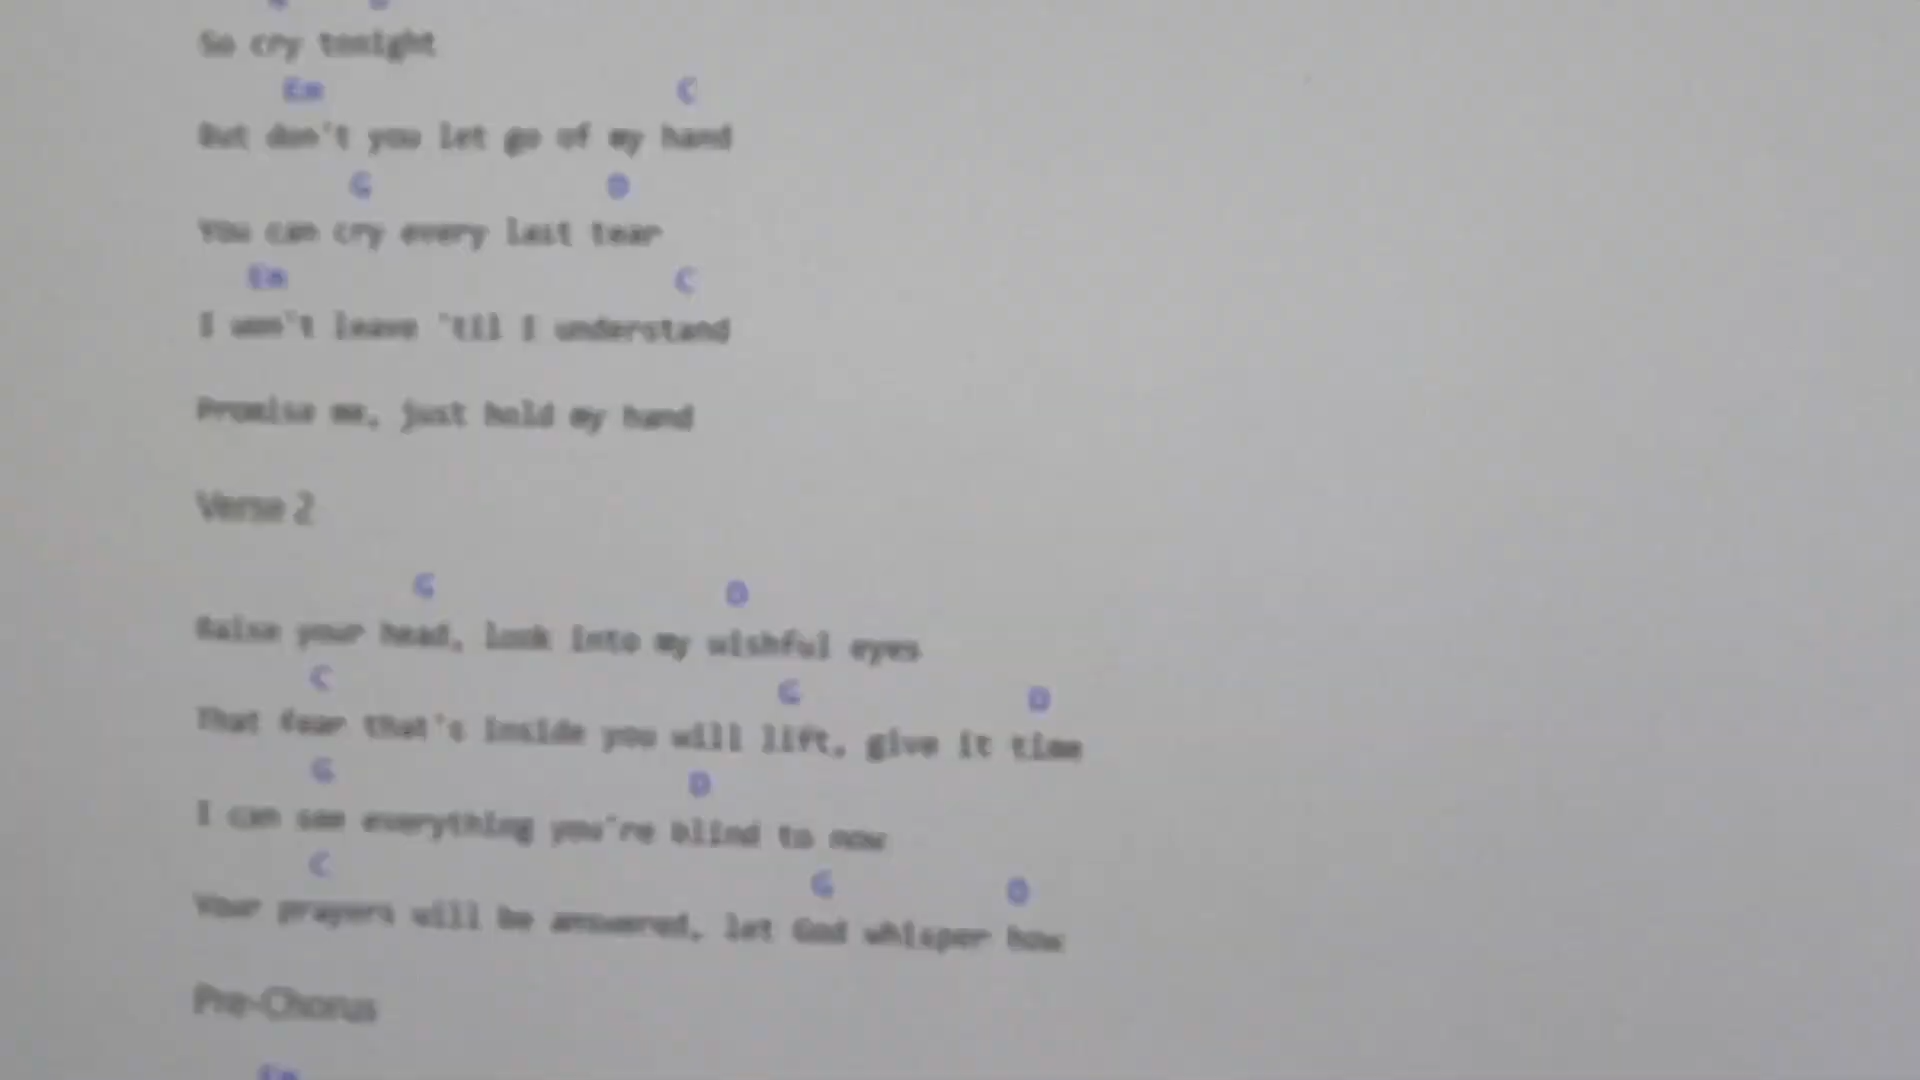 So cry tonight
Em C
But don't you let go of my hand
G D
You can cry every last tear
Em C
I won't leave 'til I understand
Promise me, just hold my hand
Verse 2
G D
Raise your head, look into my wishful eyes
C G D
That fear that's inside you will lift, give it time
G D
I can see everything you're blind to now
C G D
Your prayers will be answered, let God whisper how
Pre-Chorus
Em